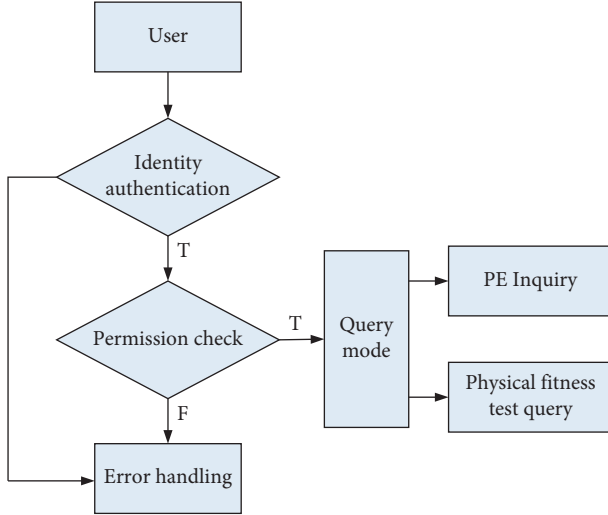 User
Identity
authentication
T
Permission check
T
Query
mode
PE Inquiry
Physical fitness
test query
F
Error handling